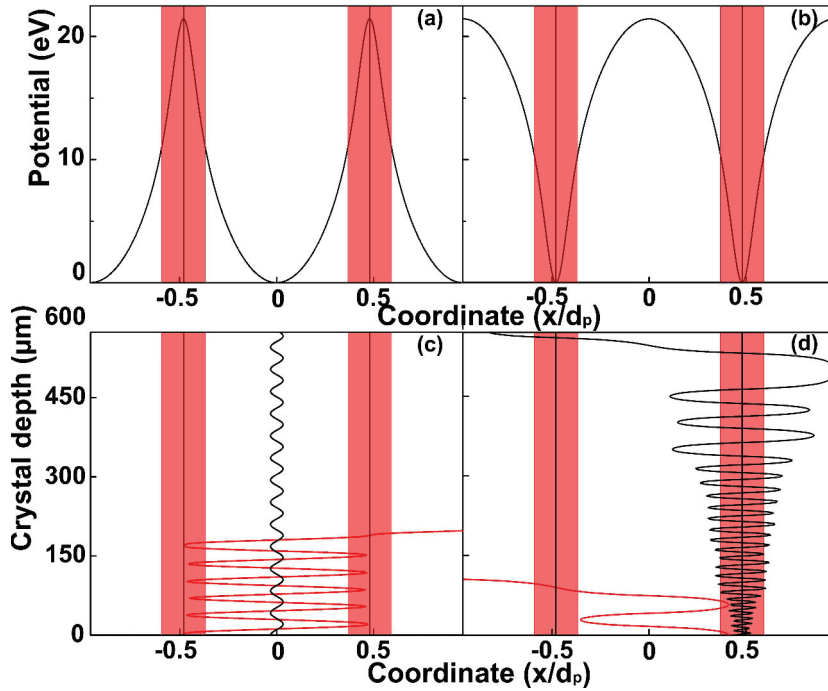 (a)
(b)
Potential (eV)
20
10
0
-0.5
0
0.5
-0.5
0
0.5
Coordinate (x/dp)
(c)
(d)
Crystal depth (μm)
600
450
300
150
0
-0.5
0
0.5
-0.5
0
0.5
Coordinate (x/dp)